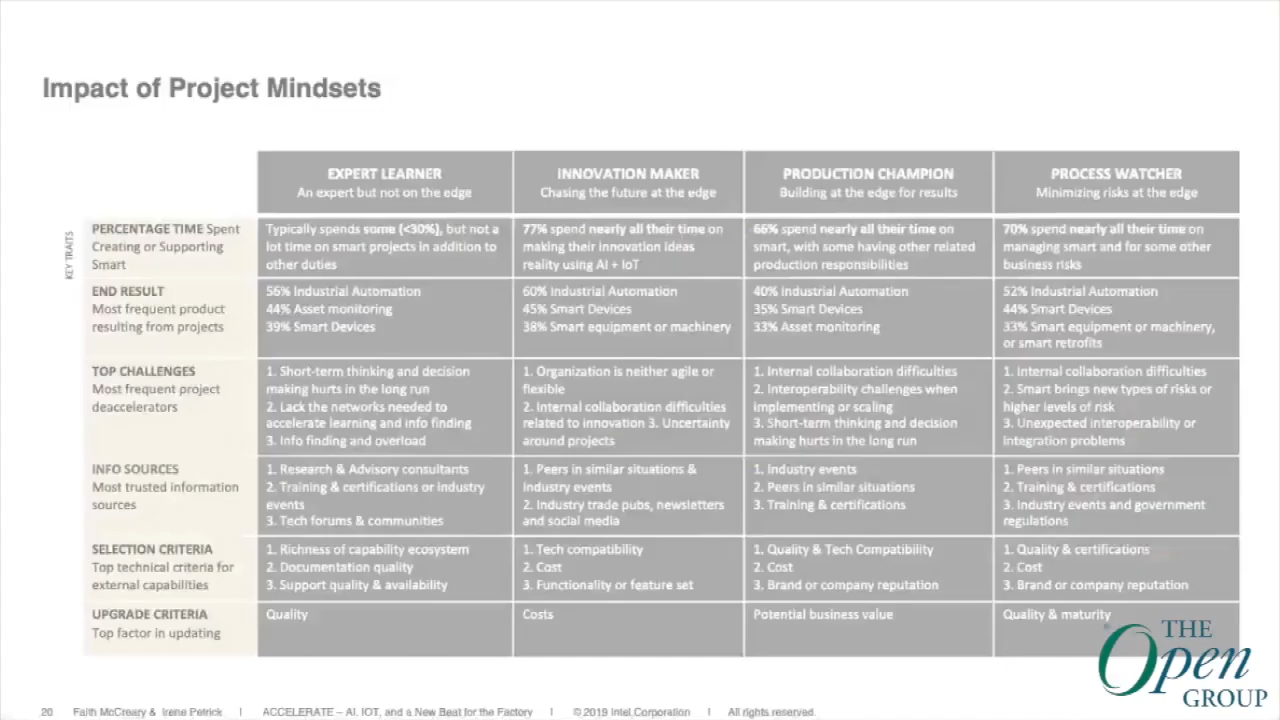 Impact of Project Mindsets
EXPERT LEARNER
An expert but not on the edge
INNOVATION MAKER
Chasing the future at the edge
PRODUCTION CHAMPION
Building at the edge for results
PROCESS WATCHER
Minimizing risks at the edge
KEY TRAITS
PERCENTAGE TIME Spent
Creating or Supporting
Smart
Typically spends some (<30%), but not a
lot time on smart projects in addition to
other duties
77% spend nearly all their time on
making their innovation ideas
reality using AI + IoT
66% spend nearly all their time on
smart, with some having other related
production responsibilities
70% spend nearly all their time on
managing smart and for some other
business risks
END RESULT
Most frequent product
resulting from projects
56% Industrial Automation
44% Asset monitoring
39% Smart Devices
60% Industrial Automation
45% Smart Devices
38% Smart equipment or machinery
40% Industrial Automation
35% Smart Devices
33% Asset monitoring
52% Industrial Automation
44% Smart Devices
33% Smart equipment or machinery,
or smart retrofits
TOP CHALLENGES
Most frequent project
deaccelerators
1. Short-term thinking and decision
making hurts in the long run
2. Lack the networks needed to
accelerate learning and info finding
3. Info finding and overload
1. Organization is neither agile or
flexible
2. Internal collaboration difficulties
related to innovation 3. Uncertainty
around projects
1. Internal collaboration difficulties
2. Interoperability challenges when
implementing or scaling
3. Short-term thinking and decision
making hurts in the long run
1. Internal collaboration difficulties
2. Smart brings new types of risks or
higher levels of risk
3. Unexpected interoperability or
integration problems
INFO SOURCES
Most trusted information
sources
1. Research & Advisory consultants
2. Training & certifications or industry
events
3. Tech forums & communities
1. Peers in similar situations &
industry events
2. Industry trade pubs, newsletters
and social media
1. Industry events
2. Peers in similar situations
3. Training & certifications
1. Peers in similar situations
2. Training & certifications
3. Industry events and government
regulations
SELECTION CRITERIA
Top technical criteria for
external capabilities
1. Richness of capability ecosystem
2. Documentation quality
3. Support quality & availability
1. Tech compatibility
2. Cost
3. Functionality or feature set
1. Quality & Tech Compatibility
2. Cost
3. Brand or company reputation
1. Quality & certifications
2. Cost
3. Brand or company reputation
UPGRADE CRITERIA
Top factor in updating
Quality
Costs
Potential business value
Quality & maturity
THE
Open
GROUP
20 Faith McCreary & Irene Petrick | ACCELERATE – AI, IOT, and a New Beat for the Factory | © 2019 Intel Corporation | All rights reserved.